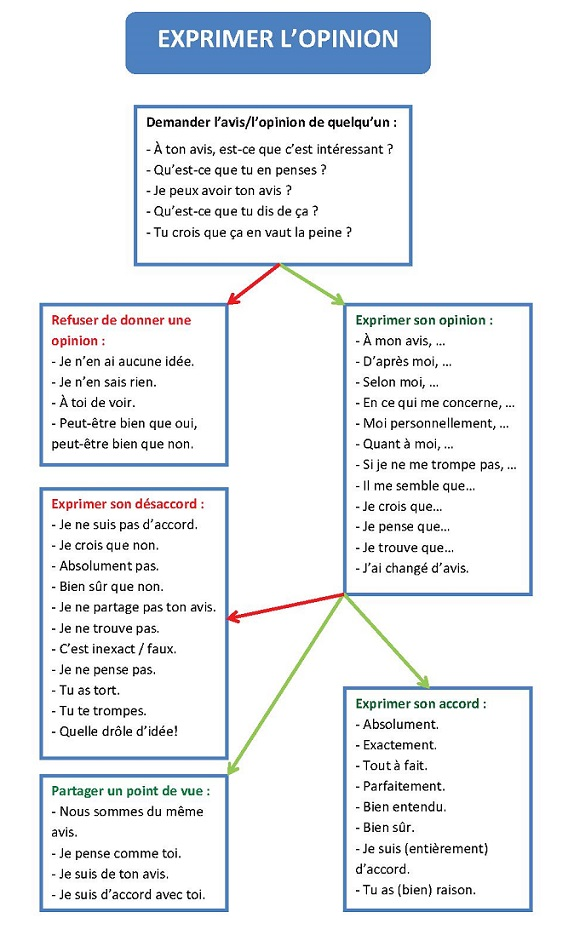 EXPRIMER L'OPINION
Demander l'avis/l'opinion de quelqu'un :
- À ton avis, est-ce que c'est intéressant ?
- Qu'est-ce que tu en penses ?
- Je peux avoir ton avis ?
- Qu'est-ce que tu dis de ça ?
- Tu crois que ça en vaut la peine ?
Refuser de donner une
opinion :
- Je n'en ai aucune idée.
- Je n'en sais rien.
- À toi de voir.
- Peut-être bien que oui,
peut-être bien que non.
Exprimer son opinion :
- À mon avis, …
- D'après moi, …
- Selon moi, …
- En ce qui me concerne, …
- Moi personnellement, …
- Quant à moi, …
- Si je ne me trompe pas, …
- Il me semble que…
- Je crois que…
- Je pense que…
- Je trouve que…
- J'ai changé d'avis.
Exprimer son désaccord :
- Je ne suis pas d'accord.
- Je crois que non.
- Absolument pas.
- Bien sûr que non.
- Je ne partage pas ton avis.
- Je ne trouve pas.
- C'est inexact / faux.
- Je ne pense pas.
- Tu as tort.
- Tu te trompes.
- Quelle drôle d'idée!
Partager un point de vue :
- Nous sommes du même
avis.
- Je pense comme toi.
- Je suis de ton avis.
- Je suis d'accord avec toi.
Exprimer son accord :
- Absolument.
- Exactement.
- Tout à fait.
- Parfaitement.
- Bien entendu.
- Bien sûr.
- Je suis (entièrement)
d'accord.
- Tu as (bien) raison.